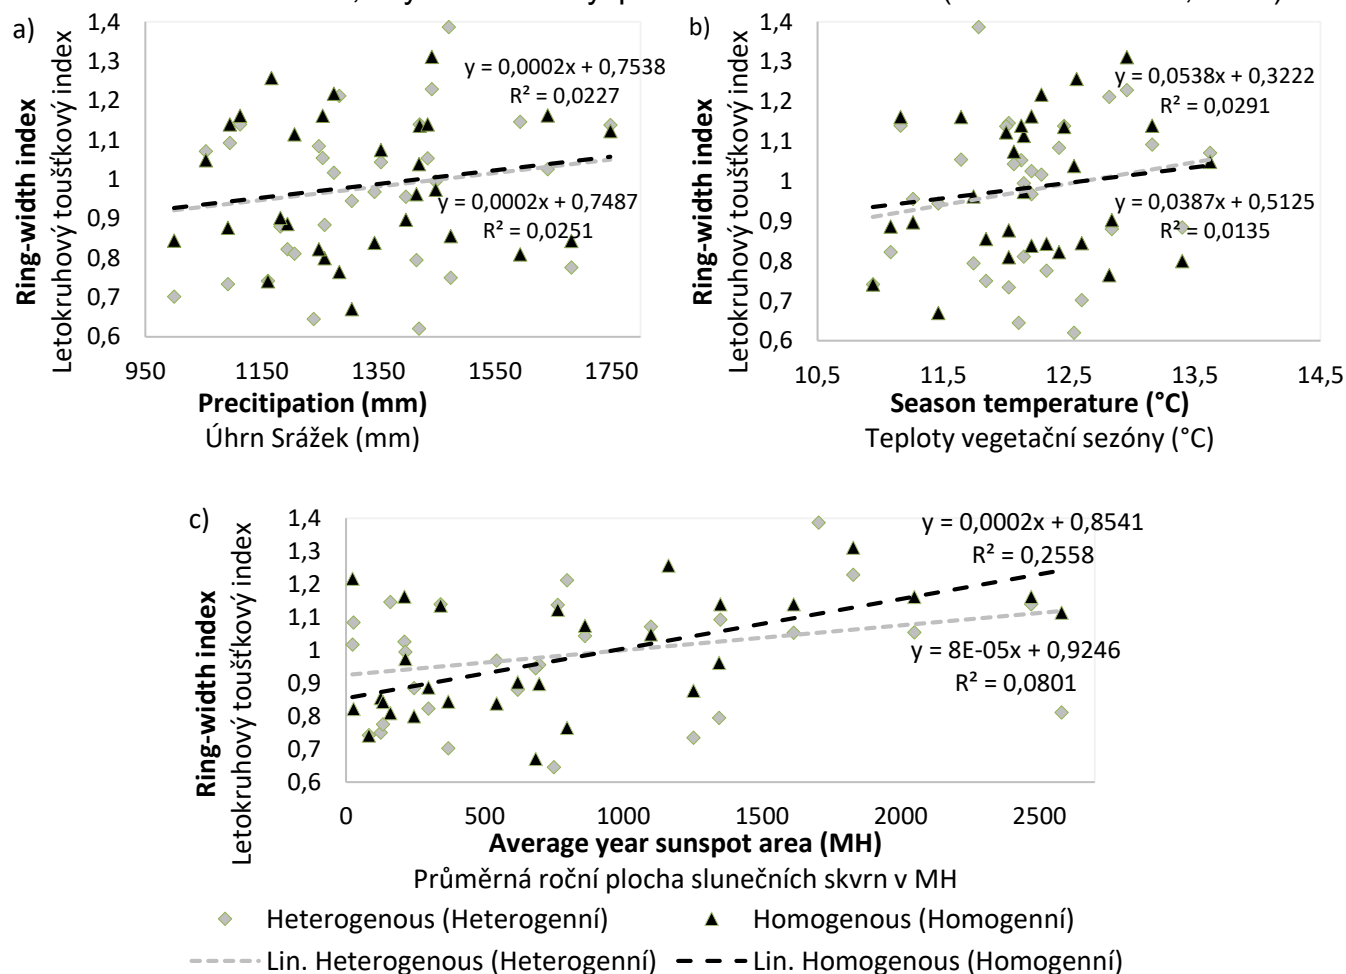 a)
Ring-width index
Letokruhový toušťkový index
1,4
1,3
1,2
1,1
1
0,9
0,8
0,7
0,6
y = 0,0002x + 0,7538
R² = 0,0227
y = 0,0002x + 0,7487
R² = 0,0251
950 1150 1350 1550 1750
Precitipation (mm)
Úhrn Srážek (mm)
b)
Ring-width index
Letokruhový toušťkový index
1,4
1,3
1,2
1,1
1
0,9
0,8
0,7
0,6
y = 0,0538x + 0,3222
R² = 0,0291
y = 0,0387x + 0,5125
R² = 0,0135
10,5 11,5 12,5 13,5 14,5
Season temperature (°C)
Teploty vegetační sezóny (°C)
c)
Ring-width index
Letokruhový toušťkový index
1,4
1,3
1,2
1,1
1
0,9
0,8
0,7
0,6
y = 0,0002x + 0,8541
R² = 0,2558
y = 8E-05x + 0,9246
R² = 0,0801
0 500 1000 1500 2000 2500
Average year sunspot area (MH)
Průměrná roční plocha slunečních skvrn v MH
Heterogenous (Heterogenní) Homogenous (Homogenní)
Lin. Heterogenous (Heterogenní) Lin. Homogenous (Homogenní)